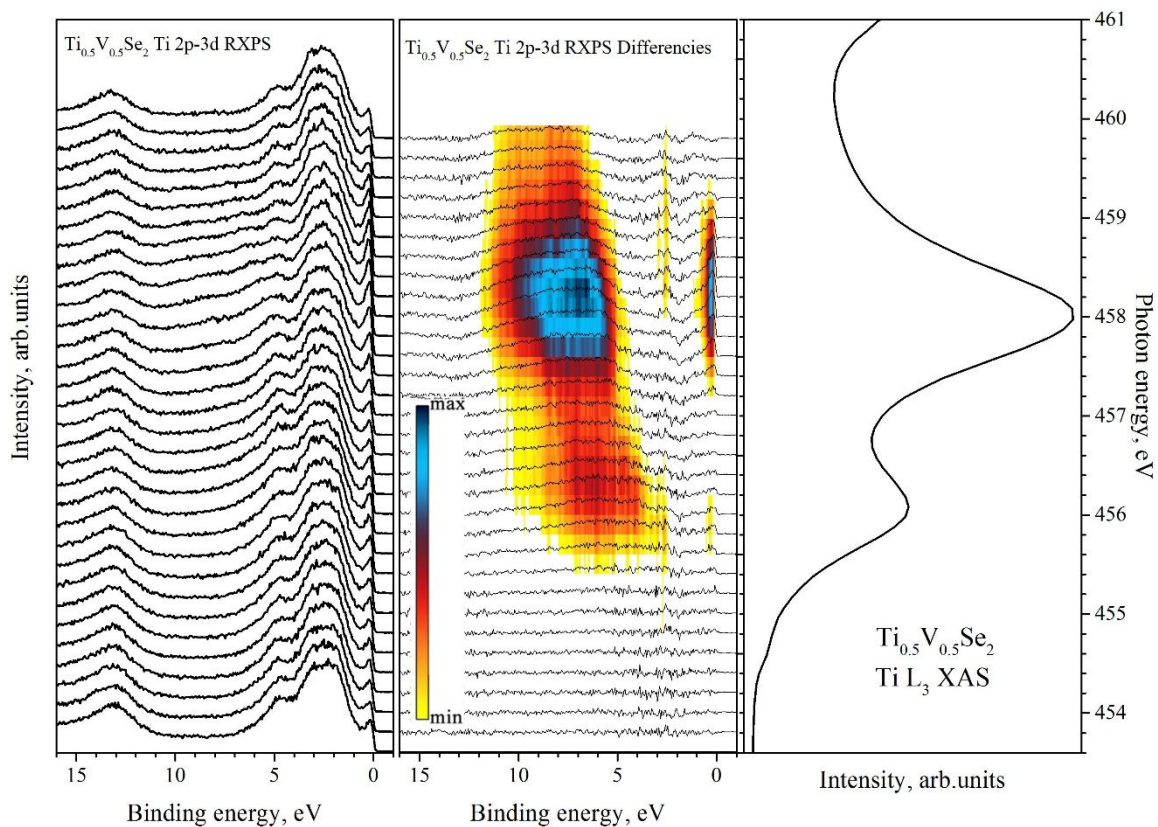 Ti0.5V0.5Se2 Ti 2p-3d RXPS
Ti0.5V0.5Se2 Ti 2p-3d RXPS Differencies
461
460
459
458
457
456
455
454
Photon energy, eV
Intensity, arb.units
max
min
Ti0.5V0.5Se2
Ti L3 XAS
15 10 5 0
15 10 5 0
Binding energy, eV
Binding energy, eV
Intensity, arb.units